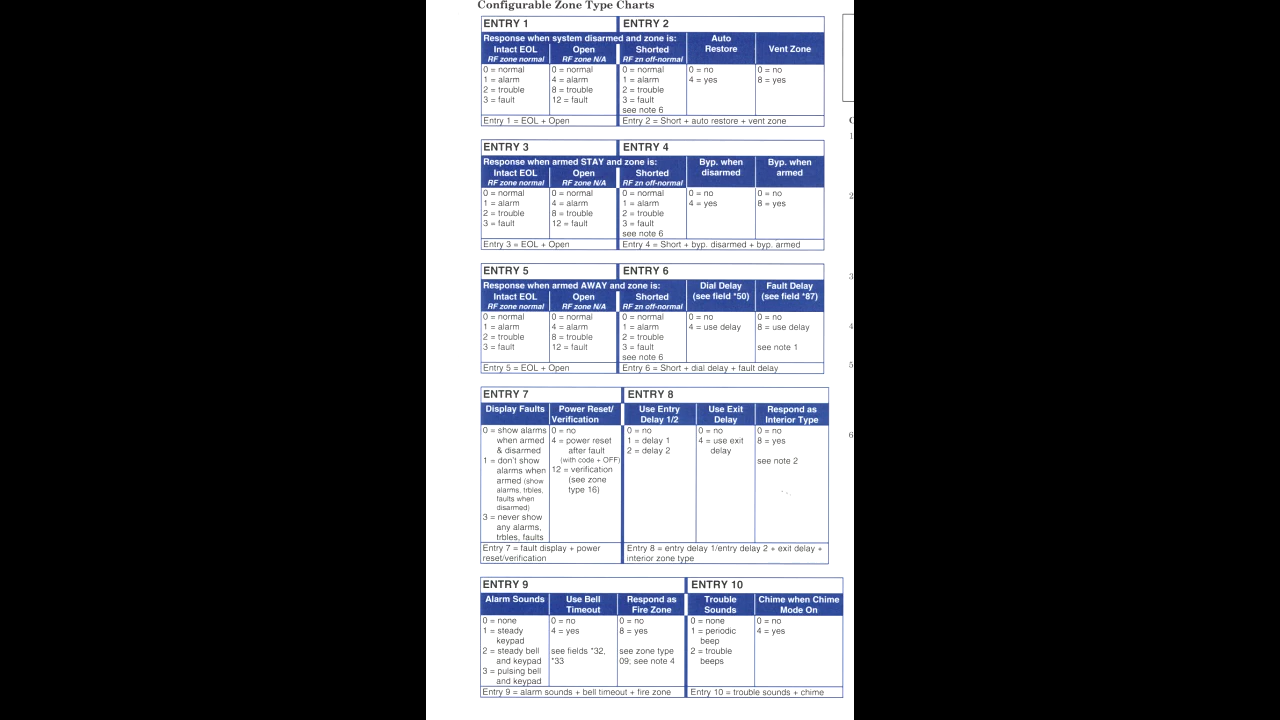 Configurable Zone Type Charts
ENTRY 1 ENTRY 2
Response when system disarmed and zone is: Auto Restore Vent Zone
Intact EOL Open Shorted
RF zone normal RF zone N/A RF zn off-normal
0 = normal 0 = normal 0 = normal 0 = no 0 = no
1 = alarm 4 = alarm 1 = alarm 4 = yes 8 = yes
2 = trouble 8 = trouble 2 = trouble
3 = fault 12 = fault 3 = fault
see note 6
Entry 1 = EOL + Open Entry 2 = Short + auto restore + vent zone
ENTRY 3 ENTRY 4
Response when armed STAY and zone is: Byp. when disarmed Byp. when armed
Intact EOL Open Shorted
RF zone normal RF zone N/A RF zn off-normal
0 = normal 0 = normal 0 = normal 0 = no 0 = no
1 = alarm 4 = alarm 1 = alarm 4 = yes 8 = yes
2 = trouble 8 = trouble 2 = trouble
3 = fault 12 = fault 3 = fault
see note 6
Entry 3 = EOL + Open Entry 4 = Short + byp. disarmed + byp. armed
ENTRY 5 ENTRY 6
Response when armed AWAY and zone is: Dial Delay Fault Delay
Intact EOL Open Shorted (see field *50) (see field *87)
RF zone normal RF zone N/A RF zn off-normal
0 = normal 0 = normal 0 = normal 0 = no 0 = no
1 = alarm 4 = alarm 1 = alarm 4 = use delay 8 = use delay
2 = trouble 8 = trouble 2 = trouble
3 = fault 12 = fault 3 = fault see note 1
see note 6
Entry 5 = EOL + Open Entry 6 = Short + dial delay + fault delay
ENTRY 7 ENTRY 8
Display Faults Power Reset/ Use Entry Use Exit Respond as
Verification Delay 1/2 Delay Interior Type
0 = show alarms 0 = no 0 = no 0 = no 0 = no
when armed 4 = power reset 1 = delay 1 4 = use exit 8 = yes
& disarmed after fault 2 = delay 2 delay
1 = don't show (with code + OFF) see note 2
alarms when 12 = verification
armed (show (see zone
alarms, trbles, type 16)
faults when
disarmed)
3 = never show
any alarms,
trbles, faults
Entry 7 = fault display + power Entry 8 = entry delay 1/entry delay 2 + exit delay +
reset/verification interior zone type
ENTRY 9 ENTRY 10
Alarm Sounds Use Bell Respond as Trouble Chime when Chime
Timeout Fire Zone Sounds Mode On
0 = none 0 = no 0 = no 0 = none 0 = no
1 = steady 4 = yes 8 = yes 1 = periodic 4 = yes
keypad beep
2 = steady bell see fields *32, see zone type 2 = trouble
and keypad *33 09; see note 4 beeps
3 = pulsing bell
and keypad
Entry 9 = alarm sounds + bell timeout + fire zone Entry 10 = trouble sounds + chime